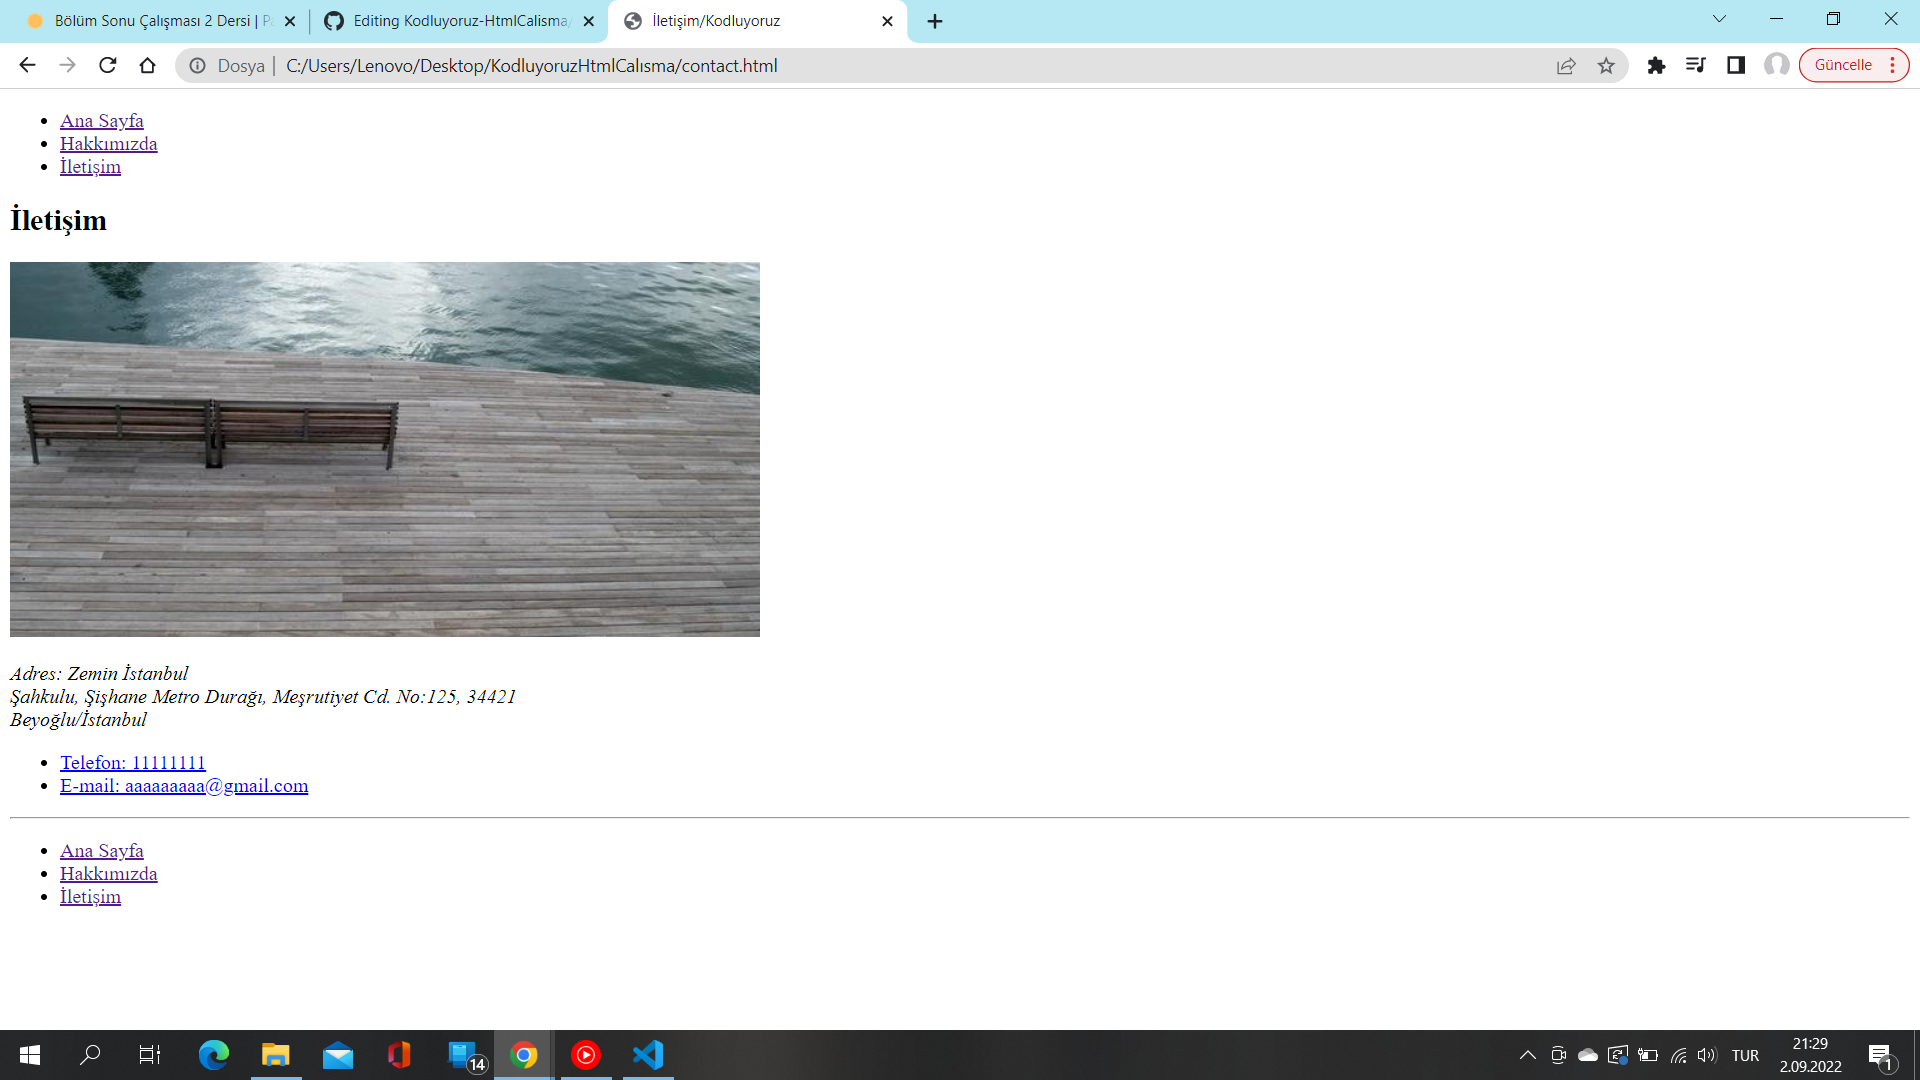 Bölüm Sonu Çalışması 2 Dersi |
Editing Kodluyoruz-HtmlCalisma/
İletişim/Kodluyoruz
Dosya | C:/Users/Lenovo/Desktop/KodluyoruzHtmlCalısma/contact.html
Güncelle
Ana Sayfa
Hakkımızda
İletişim
İletişim
Adres: Zemin İstanbul
Şahkulu, Şişhane Metro Durağı, Meşrutiyet Cd. No:125, 34421
Beyoğlu/İstanbul
Telefon: 11111111
E-mail: aaaaaaaaa@gmail.com
Ana Sayfa
Hakkımızda
İletişim
14
TUR
21:29
2.09.2022
1